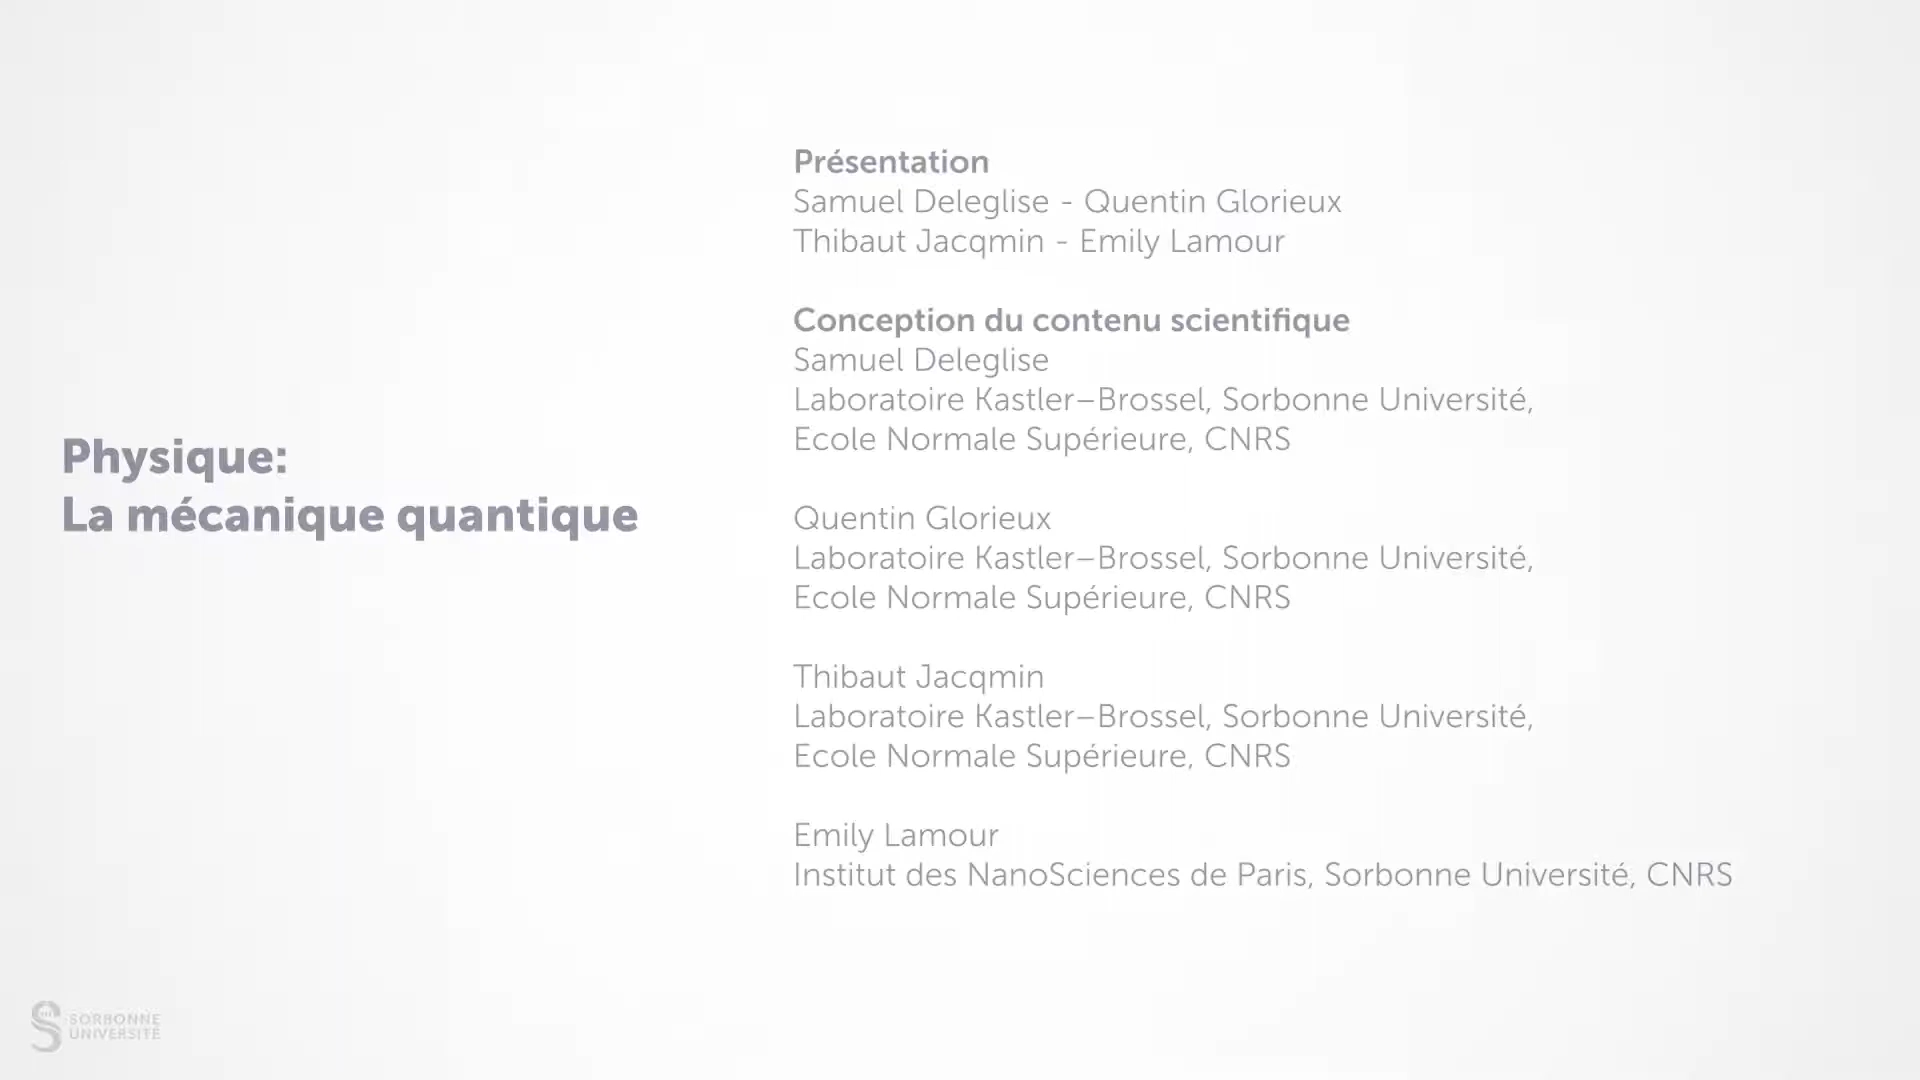 Physique:
La mécanique quantique
Présentation
Samuel Deleglise - Quentin Glorieux
Thibaut Jacqmin - Emily Lamour
Conception du contenu scientifique
Samuel Deleglise
Laboratoire Kastler–Brossel, Sorbonne Université,
Ecole Normale Supérieure, CNRS
Quentin Glorieux
Laboratoire Kastler–Brossel, Sorbonne Université,
Ecole Normale Supérieure, CNRS
Thibaut Jacqmin
Laboratoire Kastler–Brossel, Sorbonne Université,
Ecole Normale Supérieure, CNRS
Emily Lamour
Institut des NanoSciences de Paris, Sorbonne Université, CNRS
SORBONNE
UNIVERSITÉ